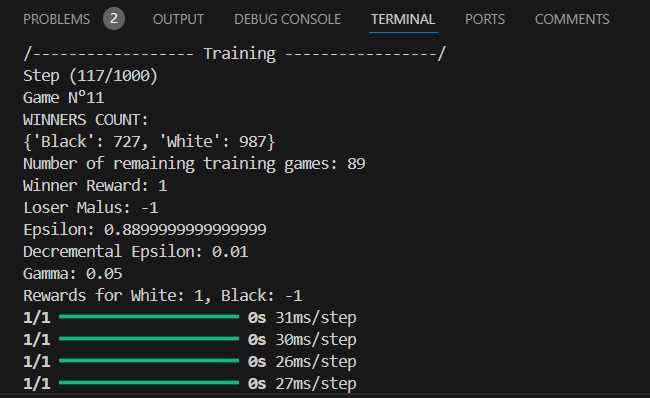 PROBLEMS 2 OUTPUT DEBUG CONSOLE TERMINAL PORTS COMMENTS
/------------------ Training -----------------/
Step (117/1000)
Game N°11
WINNERS COUNT:
{'Black': 727, 'White': 987}
Number of remaining training games: 89
Winner Reward: 1
Loser Malus: -1
Epsilon: 0.8899999999999999
Decremental Epsilon: 0.01
Gamma: 0.05
Rewards for White: 1, Black: -1
1/1 ━━━━━━━━━━━━━━━━━━━━ 0s 31ms/step
1/1 ━━━━━━━━━━━━━━━━━━━━ 0s 30ms/step
1/1 ━━━━━━━━━━━━━━━━━━━━ 0s 26ms/step
1/1 ━━━━━━━━━━━━━━━━━━━━ 0s 27ms/step